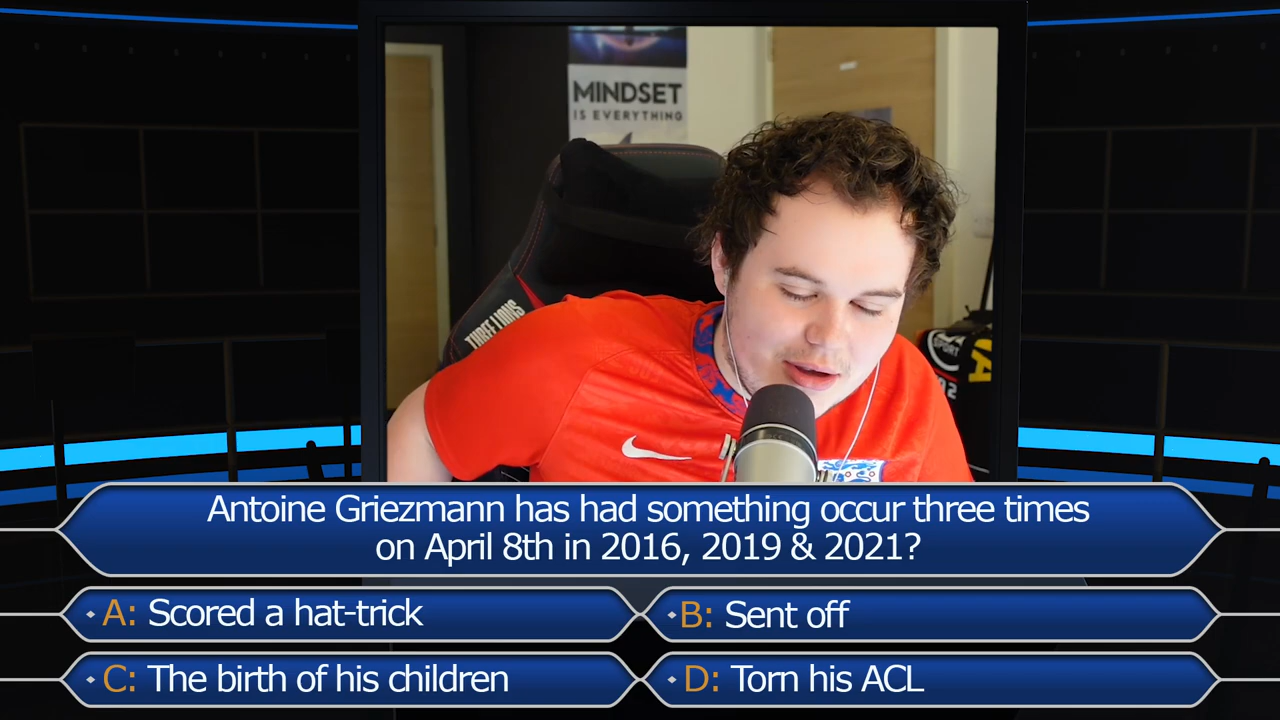 MINDSET
IS EVERYTHING
THREE LIONS
SPORT
Antoine Griezmann has had something occur three times
on April 8th in 2016, 2019 & 2021?
A: Scored a hat-trick
B: Sent off
C: The birth of his children
D: Torn his ACL